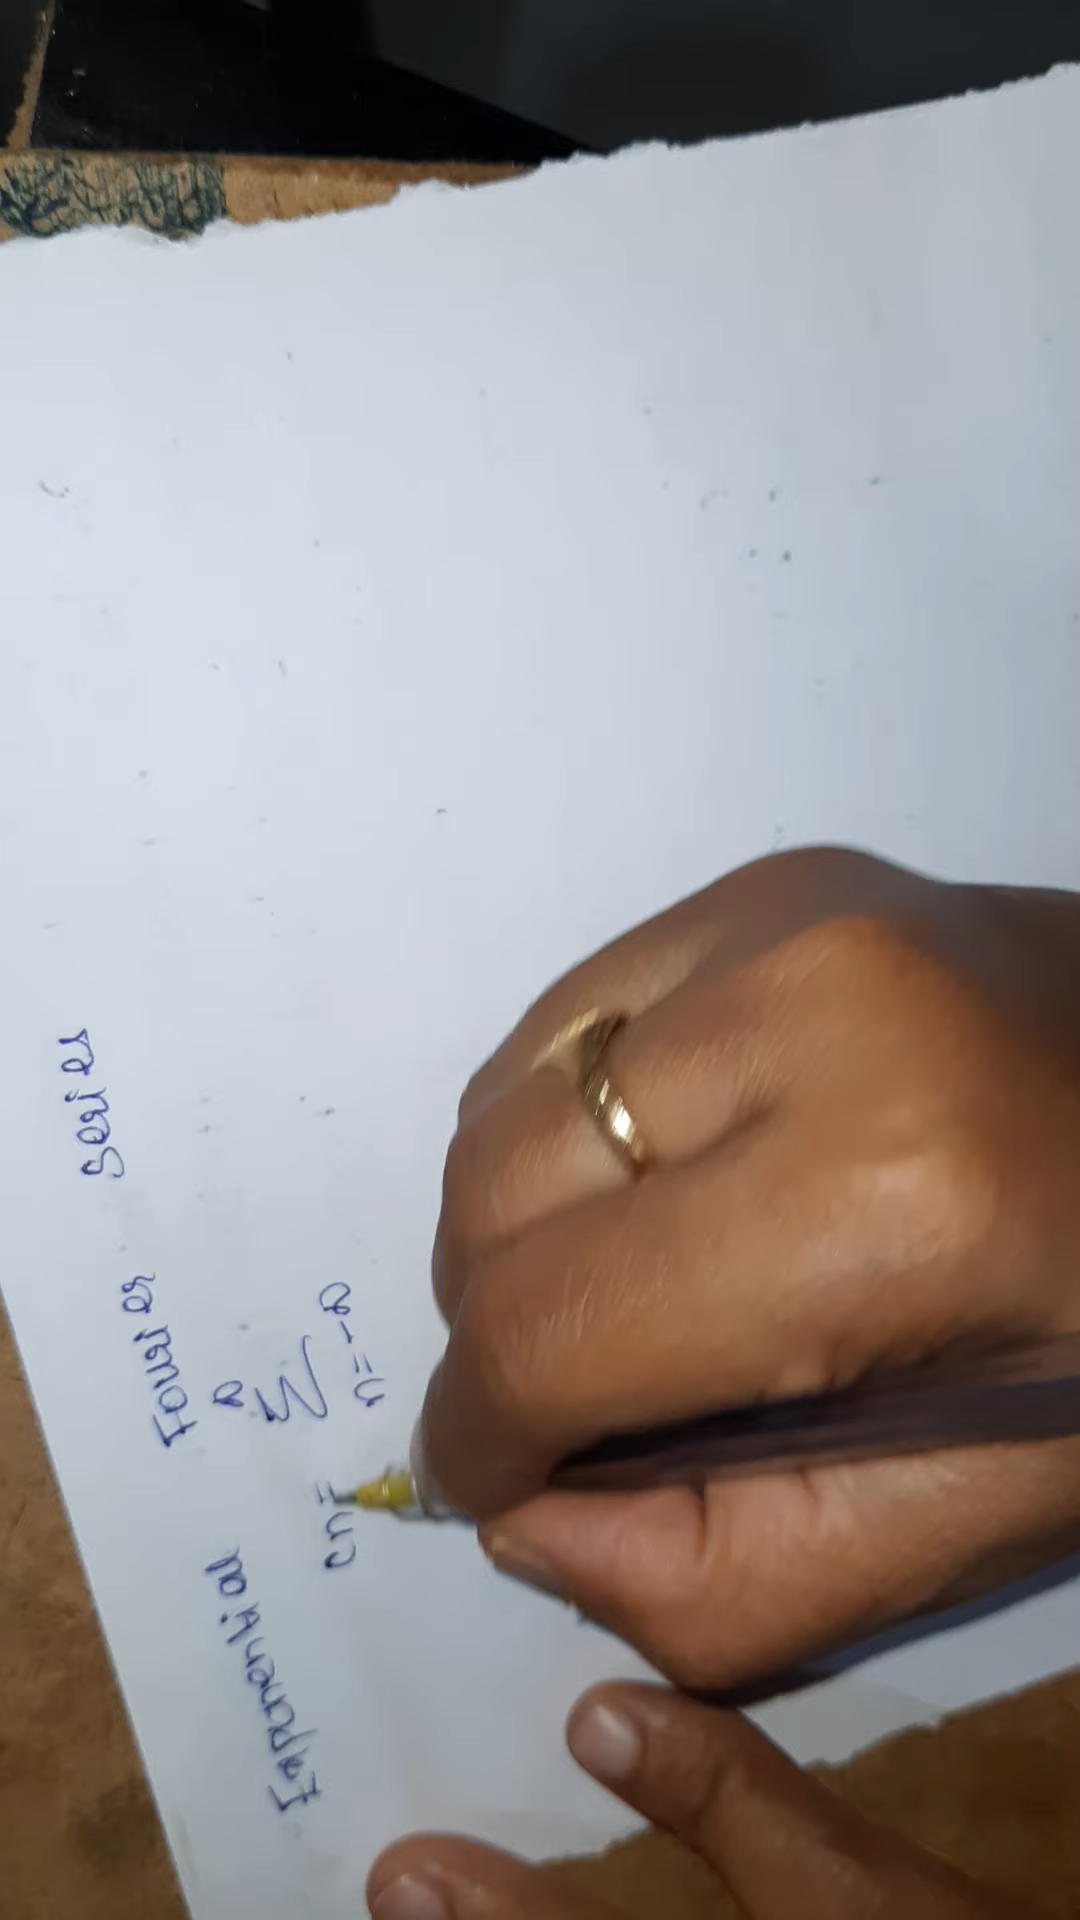 Exponential Fourier Series
∞
cn= Σ
n=-∞